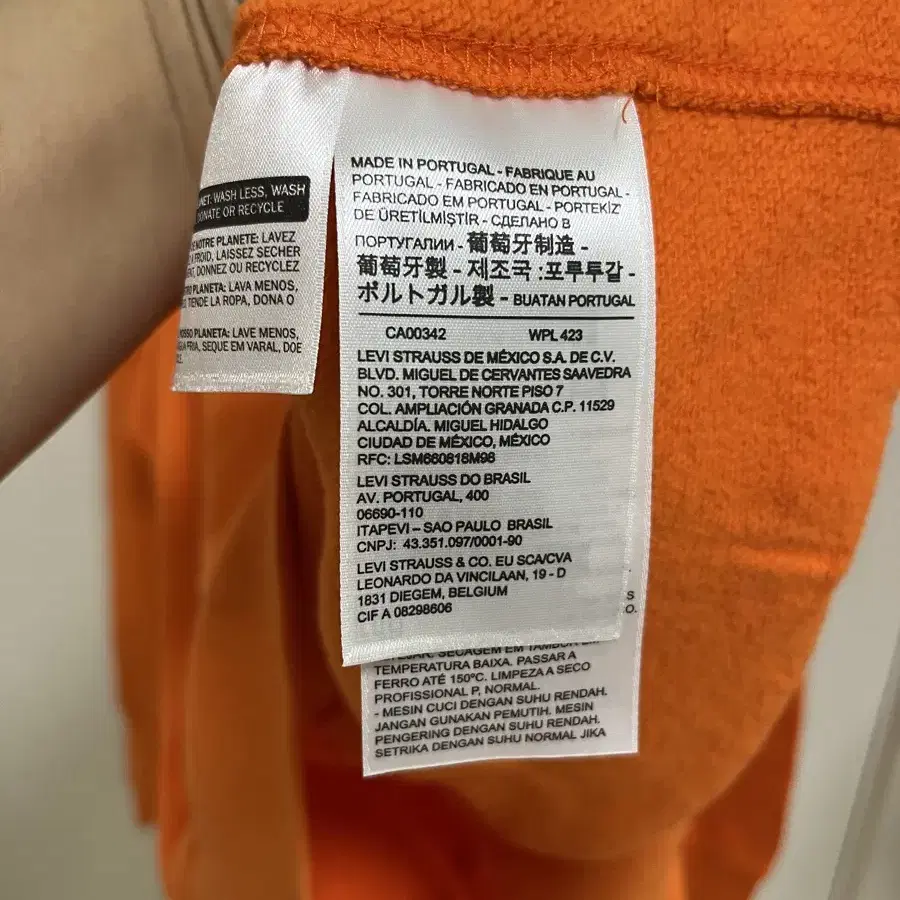 WASH LESS, WASH
DONATE OR RECYCLE
NOTRE PLANETE: LAVEZ
FROID, LAISSEZ SECHER
DONNEZ OU RECYCLEZ
PLANETA: LAVA MENOS,
TIENDE LA ROPA, DONA O
PLANETA: LAVE MENOS,
FRIA, SEQUE EM VARAL, DOE
MADE IN PORTUGAL - FABRIQUE AU
PORTUGAL - FABRICADO EN PORTUGAL -
FABRICADO EM PORTUGAL - PORTEKİZ'
DE ÜRETİLMİŞTİR - СДЕЛАНО В
ПОРТУГАЛИИ - 葡萄牙制造 -
葡萄牙製 - 제조국 :포루투갈 -
ポルトガル製 - BUATAN PORTUGAL
CA00342 WPL 423
LEVI STRAUSS DE MÉXICO S.A. DE C.V.
BLVD. MIGUEL DE CERVANTES SAAVEDRA
NO. 301, TORRE NORTE PISO 7
COL. AMPLIACIÓN GRANADA C.P. 11529
ALCALDÍA. MIGUEL HIDALGO
CIUDAD DE MÉXICO, MÉXICO
RFC: LSM660818M98
LEVI STRAUSS DO BRASIL
AV. PORTUGAL, 400
06690-110
ITAPEVI – SAO PAULO BRASIL
CNPJ: 43.351.097/0001-90
LEVI STRAUSS & CO. EU SCA/CVA
LEONARDO DA VINCILAAN, 19 - D
1831 DIEGEM, BELGIUM
CIF A 08298606
SECAGEM EM TAMBOR EM
TEMPERATURA BAIXA. PASSAR A
FERRO ATÉ 150ºC. LIMPEZA A SECO
PROFISSIONAL P, NORMAL.
- MESIN CUCI DENGAN SUHU RENDAH.
JANGAN GUNAKAN PEMUTIH. MESIN
PENGERING DENGAN SUHU RENDAH.
SETRIKA DENGAN SUHU NORMAL JIKA